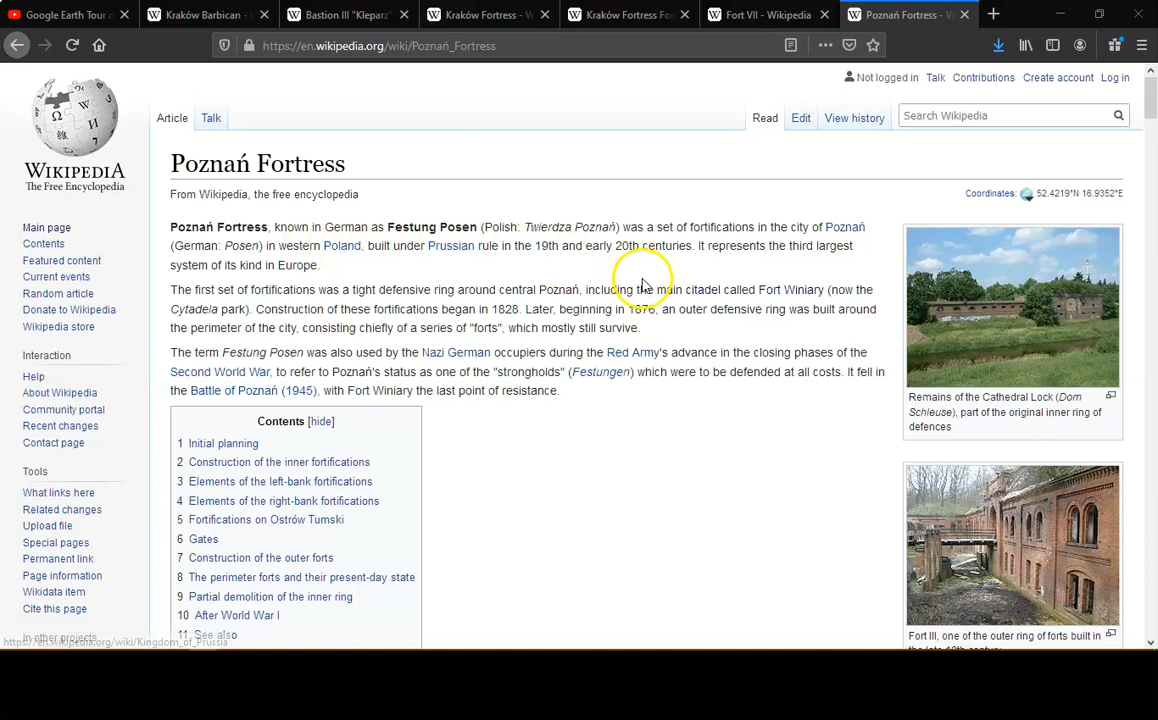 Google Earth Tour o
Kraków Barbican - W
Bastion III "Kleparz"
Kraków Fortress - W
Kraków Fortress For
Fort VII - Wikipedia
Poznań Fortress - W
https://en.wikipedia.org/wiki/Poznań_Fortress
Not logged in Talk Contributions Create account Log in
Article Talk Read Edit View history Search Wikipedia
WIKIPEDIA
The Free Encyclopedia
Main page
Contents
Featured content
Current events
Random article
Donate to Wikipedia
Wikipedia store
Interaction
Help
About Wikipedia
Community portal
Recent changes
Contact page
Tools
What links here
Related changes
Upload file
Special pages
Permanent link
Page information
Wikidata item
Cite this page
In other projects
https://en.wikipedia.org/wiki/Kingdom_of_Prussia
Poznań Fortress
From Wikipedia, the free encyclopedia
Coordinates: 52.4219°N 16.9352°E
Poznań Fortress, known in German as Festung Posen (Polish: Twierdza Poznań) was a set of fortifications in the city of Poznań
(German: Posen) in western Poland, built under Prussian rule in the 19th and early 20th centuries. It represents the third largest
system of its kind in Europe.
The first set of fortifications was a tight defensive ring around central Poznań, including the main citadel called Fort Winiary (now the
Cytadela park). Construction of these fortifications began in 1828. Later, beginning in 1876, an outer defensive ring was built around
the perimeter of the city, consisting chiefly of a series of "forts", which mostly still survive.
The term Festung Posen was also used by the Nazi German occupiers during the Red Army's advance in the closing phases of the
Second World War, to refer to Poznań's status as one of the "strongholds" (Festungen) which were to be defended at all costs. It fell in
the Battle of Poznań (1945), with Fort Winiary the last point of resistance.
Contents [hide]
1 Initial planning
2 Construction of the inner fortifications
3 Elements of the left-bank fortifications
4 Elements of the right-bank fortifications
5 Fortifications on Ostrów Tumski
6 Gates
7 Construction of the outer forts
8 The perimeter forts and their present-day state
9 Partial demolition of the inner ring
10 After World War I
11 See also
Remains of the Cathedral Lock (Dom
Schleuse), part of the original inner ring of
defences
Fort III, one of the outer ring of forts built in
the late 19th century